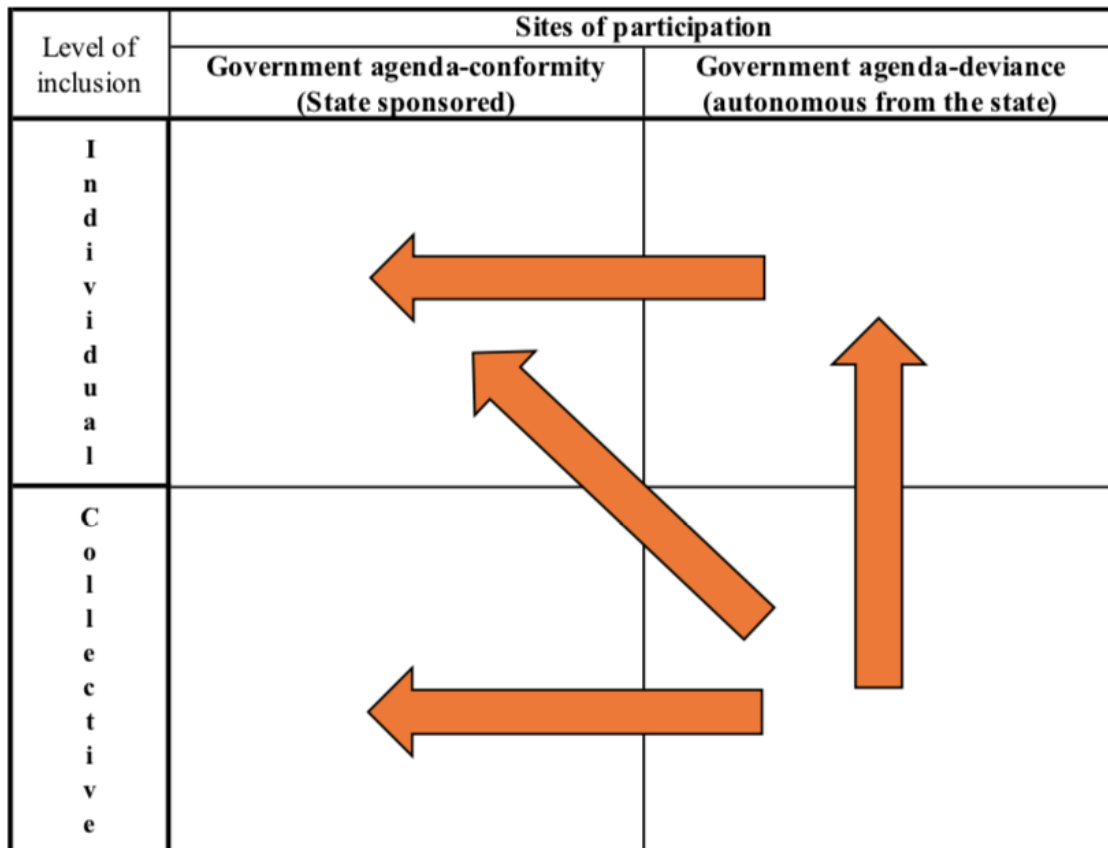 Level of
inclusion
Sites of participation
Government agenda-conformity
(State sponsored)
Government agenda-deviance
(autonomous from the state)
I
n
d
i
v
i
d
u
a
l
C
o
l
l
e
c
t
i
v
e